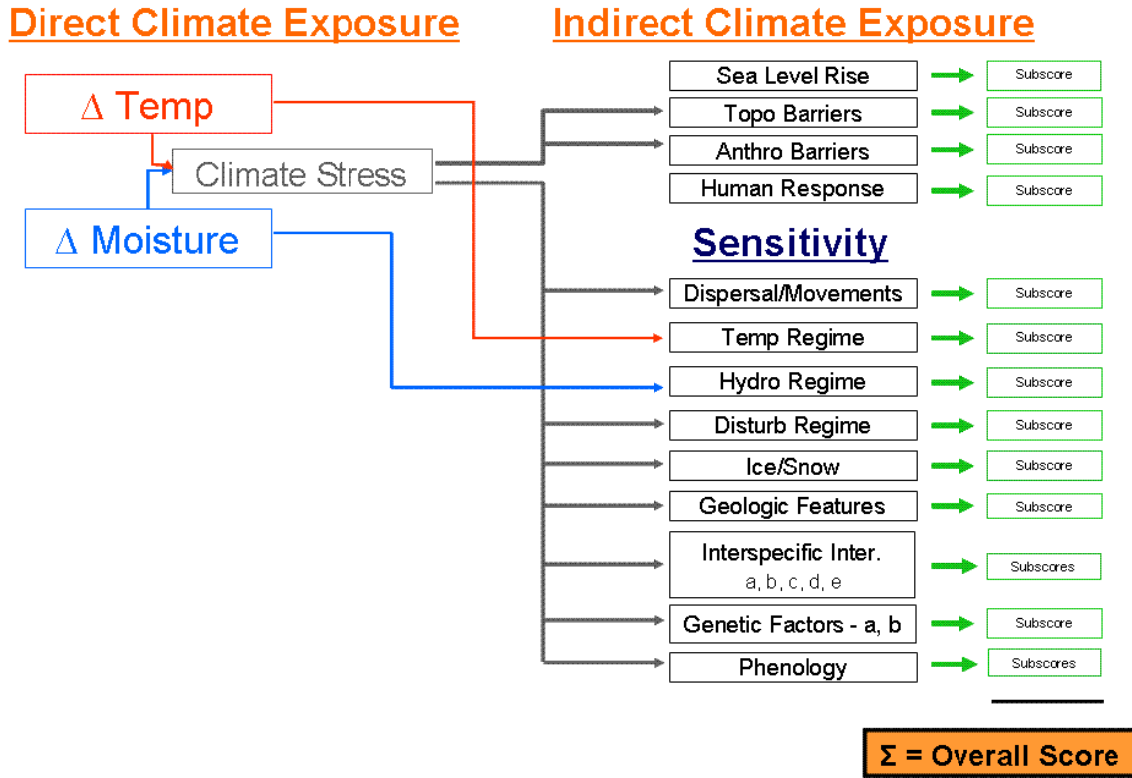 Direct Climate Exposure
Indirect Climate Exposure
Δ Temp
Climate Stress
Δ Moisture
Sea Level Rise
Subscore
Topo Barriers
Subscore
Anthro Barriers
Subscore
Human Response
Subscore
Sensitivity
Dispersal/Movements
Subscore
Temp Regime
Subscore
Hydro Regime
Subscore
Disturb Regime
Subscore
Ice/Snow
Subscore
Geologic Features
Subscore
Interspecific Inter.
a, b, c, d, e
Subscores
Genetic Factors - a, b
Subscore
Phenology
Subscores
Σ = Overall Score